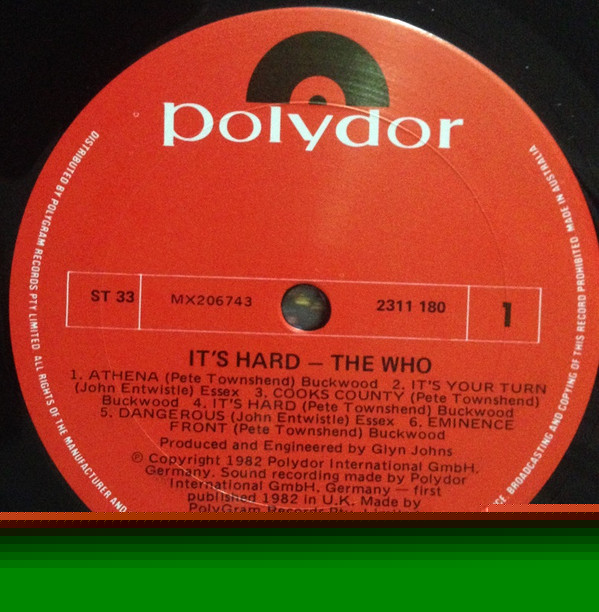 polydor
ST 33
MX206743
2311 180
1
IT'S HARD – THE WHO
1. ATHENA (Pete Townshend) Buckwood 2. IT'S YOUR TURN
(John Entwistle) Essex 3. COOKS COUNTY (Pete Townshend)
Buckwood 4. IT'S HARD (Pete Townshend) Buckwood
5. DANGEROUS (John Entwistle) Essex 6. EMINENCE
FRONT (Pete Townshend) Buckwood
Produced and Engineered by Glyn Johns
℗ Copyright 1982 Polydor International GmbH,
Germany. Sound recording made by Polydor
International GmbH, Germany – first
published 1982 in U.K. Made by
PolyGram Records Pty.
DISTRIBUTED BY POLYGRAM RECORDS PTY LIMITED ALL RIGHTS OF THE MANUFACTURER AND
BROADCASTING AND COPYING OF THIS RECORD PROHIBITED MADE IN AUSTRALIA